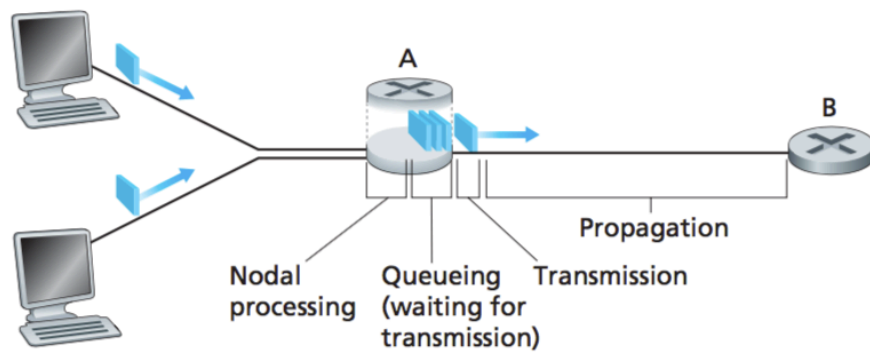 A
B
Propagation
Nodal
processing
Queueing
(waiting for
transmission)
Transmission